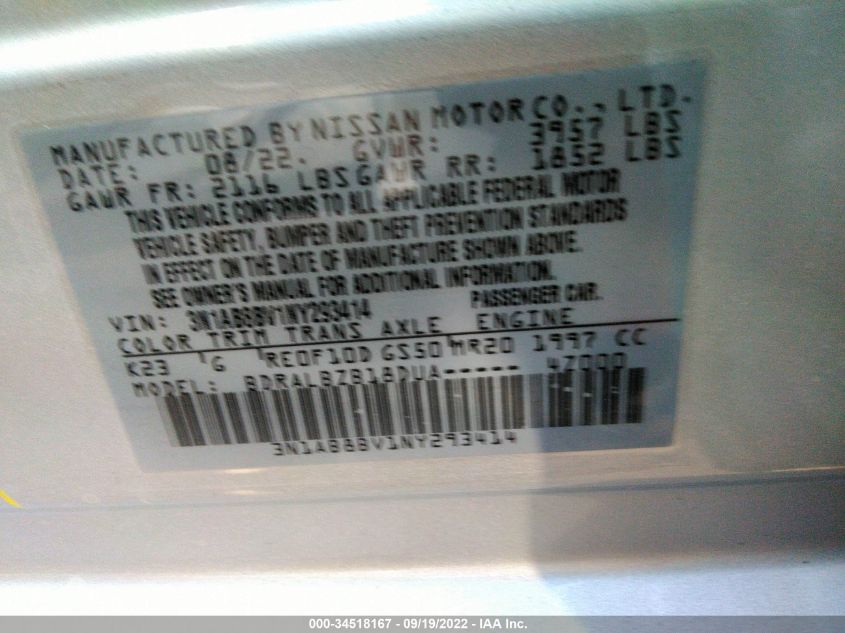 MANUFACTURED BY NISSAN MOTOR CO., LTD.
DATE: 08/22. GVWR: 3957 LBS
GAWR FR: 2116 LBS GAWR RR: 1852 LBS
THIS VEHICLE CONFORMS TO ALL APPLICABLE FEDERAL MOTOR
VEHICLE SAFETY, BUMPER AND THEFT PREVENTION STANDARDS
IN EFFECT ON THE DATE OF MANUFACTURE SHOWN ABOVE.
SEE OWNER'S MANUAL FOR ADDITIONAL INFORMATION.
VIN: 3N1AB8BV1NY293414 PASSENGER CAR.
COLOR TRIM TRANS AXLE ENGINE
K23 G RE0F10D GS50 MR20 1997 CC
MODEL: BDRALBZB18DUA----- 4Z000
3N1AB8BV1NY293414
000-34518167 - 09/19/2022 - IAA Inc.